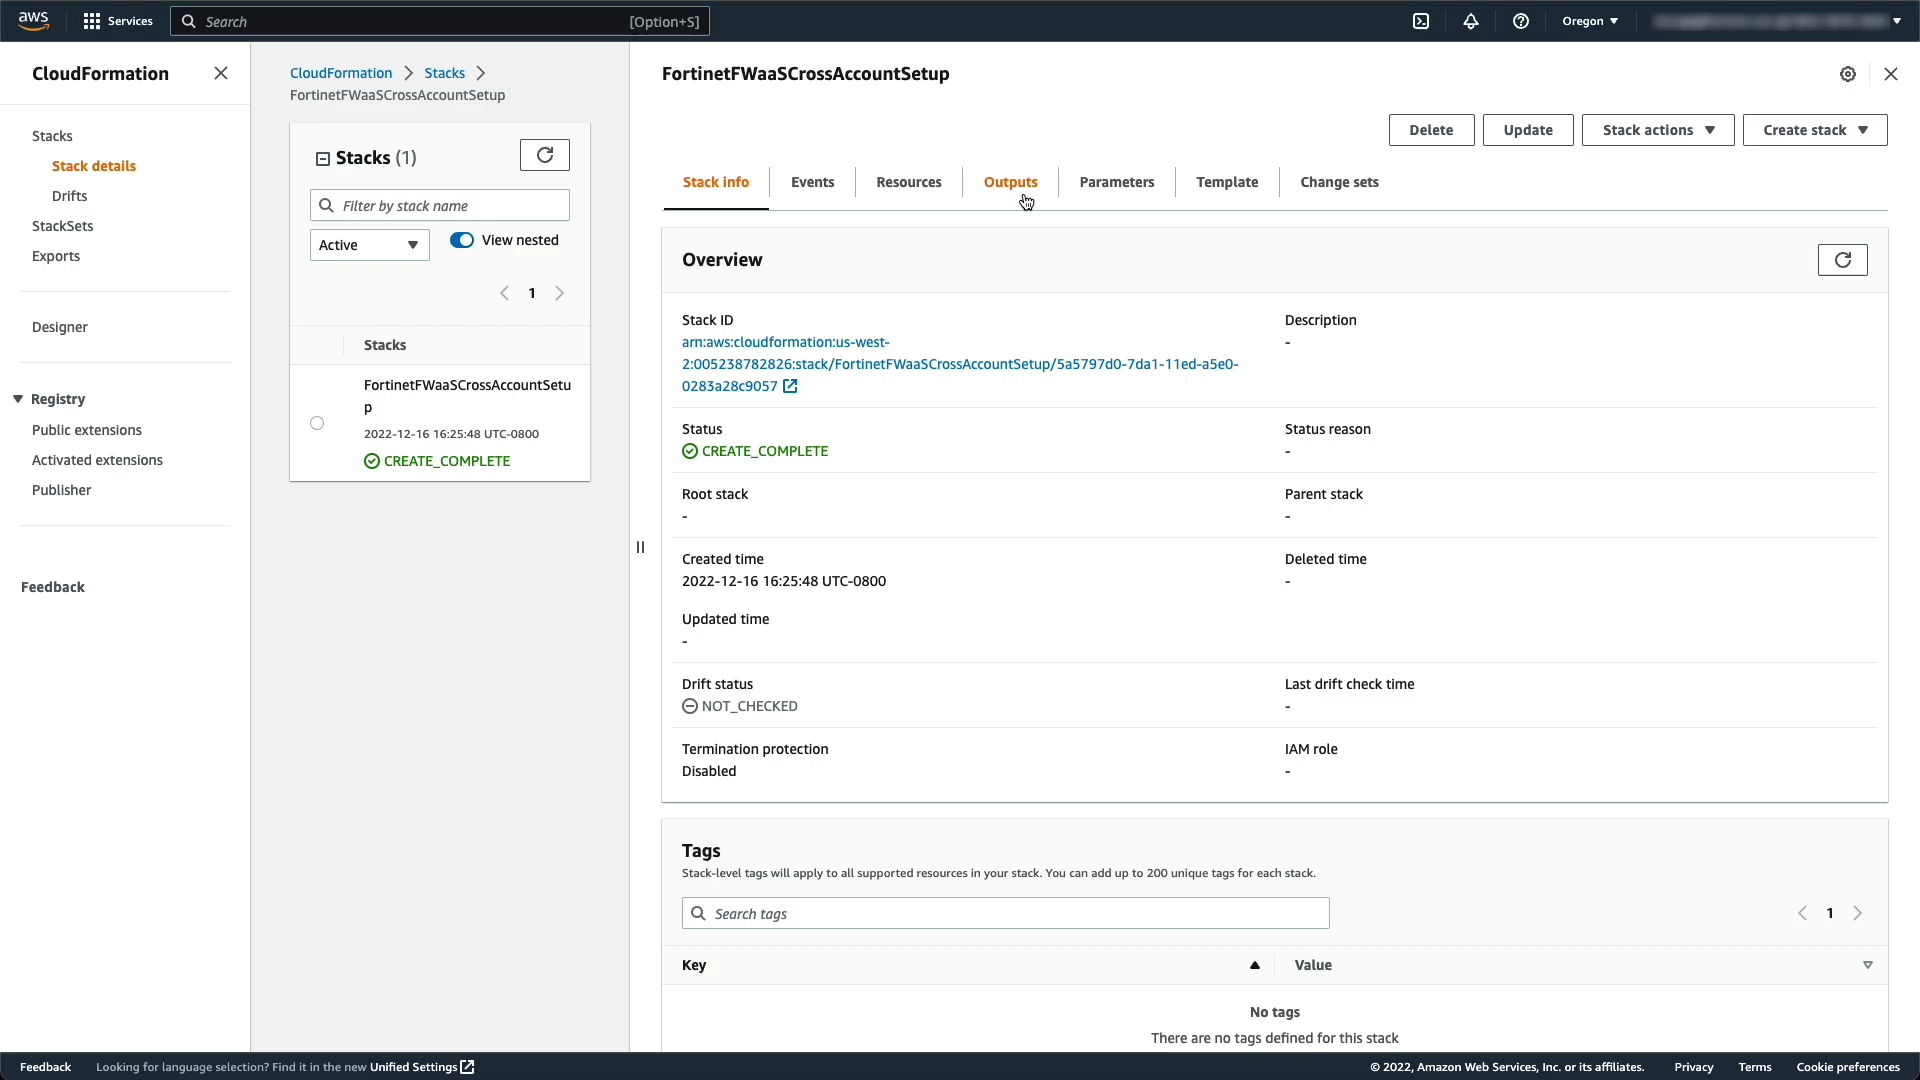 aws
Services
Search
[Option+S]
Oregon
CloudFormation
Stacks
Stack details
Drifts
StackSets
Exports
Designer
Registry
Public extensions
Activated extensions
Publisher
Feedback
CloudFormation
Stacks
FortinetFWaaSCrossAccountSetup
Stacks (1)
Filter by stack name
Active
View nested
1
Stacks
FortinetFWaaSCrossAccountSetu
p
2022-12-16 16:25:48 UTC-0800
CREATE_COMPLETE
FortinetFWaaSCrossAccountSetup
Delete
Update
Stack actions
Create stack
Stack info
Events
Resources
Outputs
Parameters
Template
Change sets
Overview
Stack ID
arn:aws:cloudformation:us-west-
2:005238782826:stack/FortinetFWaaSCrossAccountSetup/5a5797d0-7da1-11ed-a5e0-
0283a28c9057
Description
-
Status
CREATE_COMPLETE
Status reason
-
Root stack
-
Parent stack
-
Created time
2022-12-16 16:25:48 UTC-0800
Deleted time
-
Updated time
-
Drift status
NOT_CHECKED
Last drift check time
-
Termination protection
Disabled
IAM role
-
Tags
Stack-level tags will apply to all supported resources in your stack. You can add up to 200 unique tags for each stack.
Search tags
1
Key
Value
No tags
There are no tags defined for this stack
Feedback
Looking for language selection? Find it in the new Unified Settings
© 2022, Amazon Web Services, Inc. or its affiliates.
Privacy
Terms
Cookie preferences